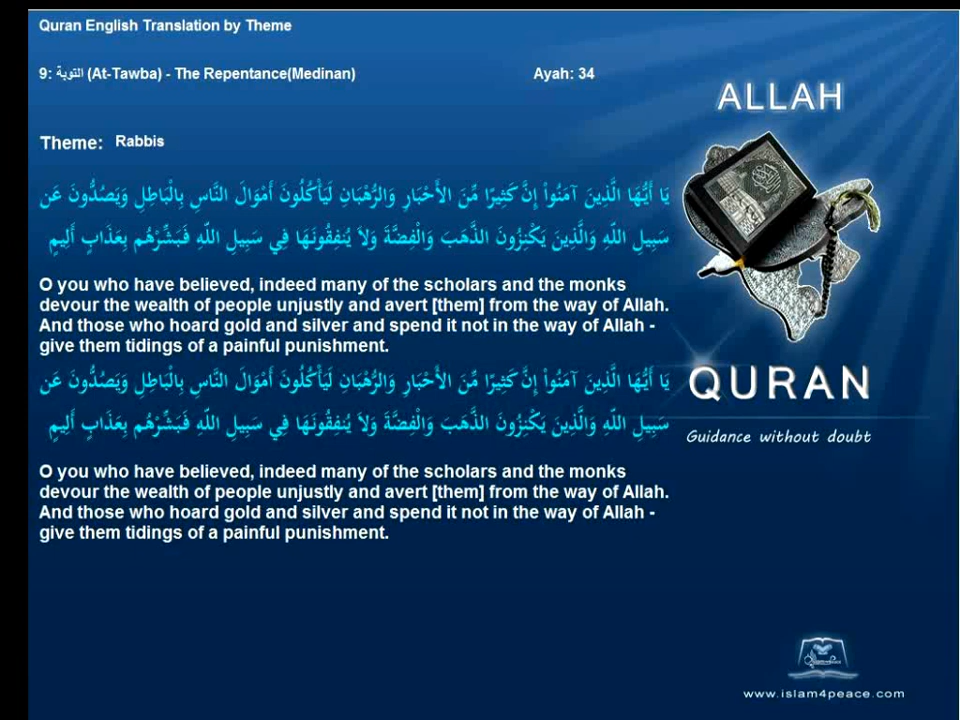 Quran English Translation by Theme
9: التوبة (At-Tawba) - The Repentance(Medinan) Ayah: 34
ALLAH
Theme: Rabbis
يَا أَيُّهَا الَّذِينَ آمَنُواْ إِنَّ كَثِيرًا مِّنَ الأَحْبَارِ وَالرُّهْبَانِ لَيَأْكُلُونَ أَمْوَالَ النَّاسِ بِالْبَاطِلِ وَيَصُدُّونَ عَن
سَبِيلِ اللّهِ وَالَّذِينَ يَكْنِزُونَ الذَّهَبَ وَالْفِضَّةَ وَلاَ يُنفِقُونَهَا فِي سَبِيلِ اللّهِ فَبَشِّرْهُم بِعَذَابٍ أَلِيمٍ
O you who have believed, indeed many of the scholars and the monks
devour the wealth of people unjustly and avert [them] from the way of Allah.
And those who hoard gold and silver and spend it not in the way of Allah -
give them tidings of a painful punishment.
يَا أَيُّهَا الَّذِينَ آمَنُواْ إِنَّ كَثِيرًا مِّنَ الأَحْبَارِ وَالرُّهْبَانِ لَيَأْكُلُونَ أَمْوَالَ النَّاسِ بِالْبَاطِلِ وَيَصُدُّونَ عَن
سَبِيلِ اللّهِ وَالَّذِينَ يَكْنِزُونَ الذَّهَبَ وَالْفِضَّةَ وَلاَ يُنفِقُونَهَا فِي سَبِيلِ اللّهِ فَبَشِّرْهُم بِعَذَابٍ أَلِيمٍ
O you who have believed, indeed many of the scholars and the monks
devour the wealth of people unjustly and avert [them] from the way of Allah.
And those who hoard gold and silver and spend it not in the way of Allah -
give them tidings of a painful punishment.
QURAN
Guidance without doubt
www.islam4peace.com